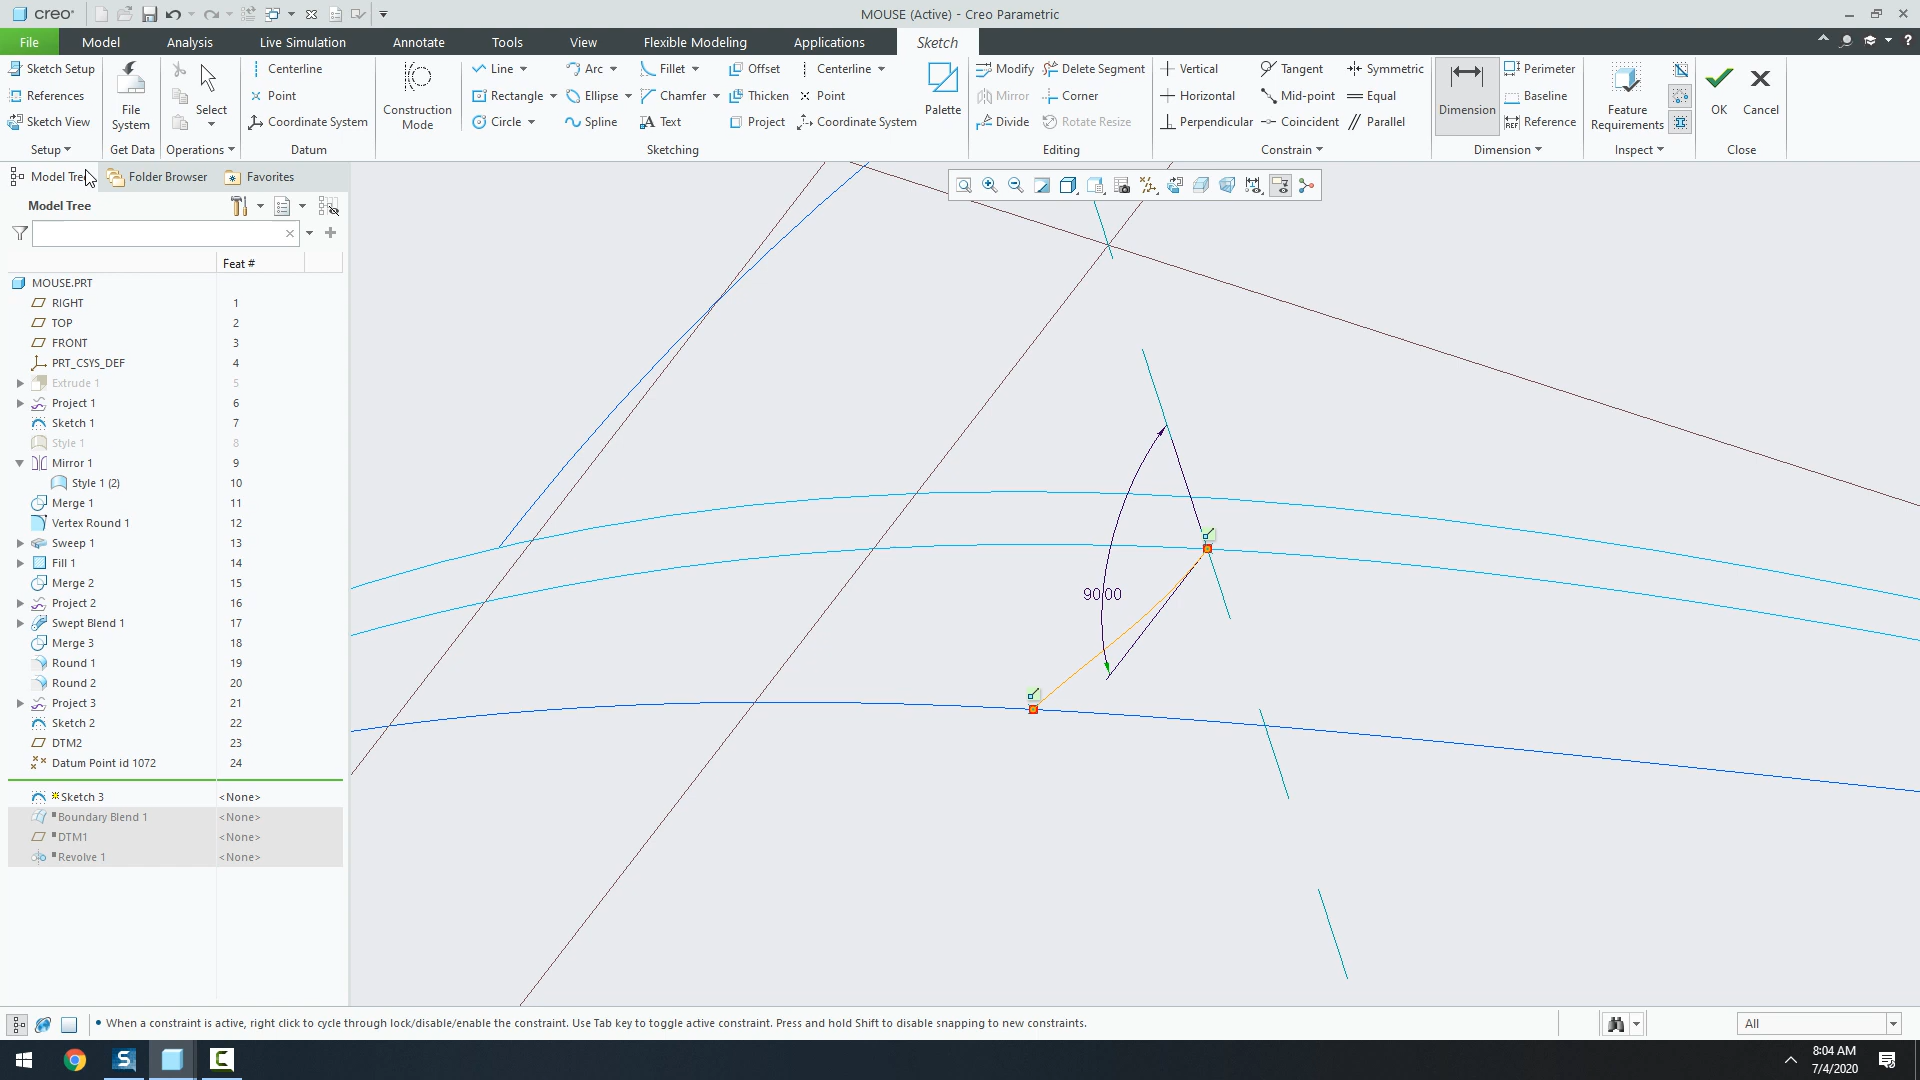 creo
MOUSE (Active) - Creo Parametric
File
Model
Analysis
Live Simulation
Annotate
Tools
View
Flexible Modeling
Applications
Sketch
?
Sketch Setup
References
Sketch View
Setup
File System
Get Data
Select
Operations
Centerline
Point
Coordinate System
Datum
Construction Mode
Line
Rectangle
Circle
Arc
Ellipse
Spline
Fillet
Chamfer
Text
Offset
Thicken
Project
Centerline
Point
Coordinate System
Palette
Sketching
Modify
Mirror
Divide
Delete Segment
Corner
Rotate Resize
Editing
Vertical
Horizontal
Perpendicular
Tangent
Mid-point
Coincident
Symmetric
Equal
Parallel
Constrain
Dimension
Perimeter
Baseline
REF Reference
Dimension
Feature Requirements
Inspect
OK
Cancel
Close
Model Tree
Folder Browser
Favorites
Model Tree
Feat #
MOUSE.PRT
RIGHT 1
TOP 2
FRONT 3
PRT_CSYS_DEF 4
Extrude 1 5
Project 1 6
Sketch 1 7
Style 1 8
Mirror 1 9
Style 1 (2) 10
Merge 1 11
Vertex Round 1 12
Sweep 1 13
Fill 1 14
Merge 2 15
Project 2 16
Swept Blend 1 17
Merge 3 18
Round 1 19
Round 2 20
Project 3 21
Sketch 2 22
DTM2 23
Datum Point id 1072 24
Sketch 3 <None>
Boundary Blend 1 <None>
DTM1 <None>
Revolve 1 <None>
90.00
• When a constraint is active, right click to cycle through lock/disable/enable the constraint. Use Tab key to toggle active constraint. Press and hold Shift to disable snapping to new constraints.
All
S
C
8:04 AM
7/4/2020